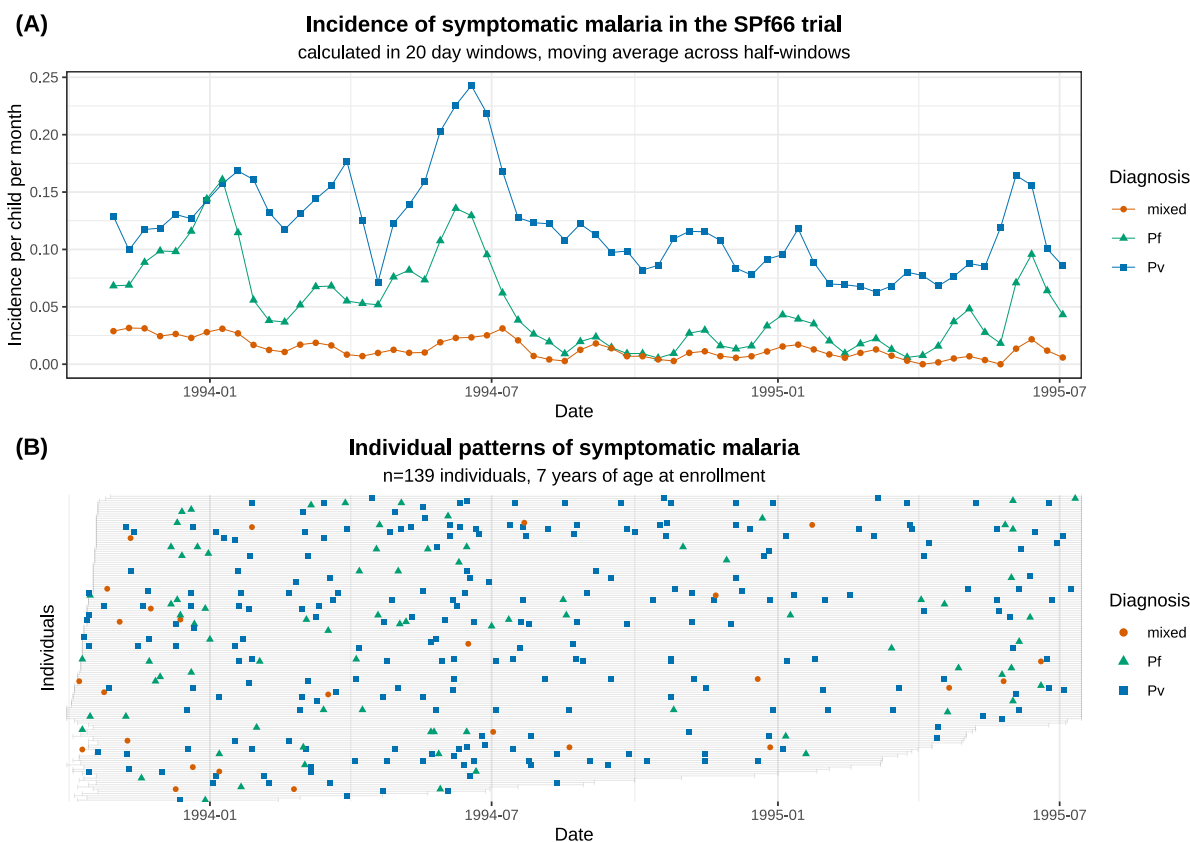 (A)
Incidence of symptomatic malaria in the SPf66 trial
calculated in 20 day windows, moving average across half-windows
Incidence per child per month
0.25
0.20
0.15
0.10
0.05
0.00
1994-01
1994-07
1995-01
1995-07
Date
Diagnosis
mixed
Pf
Pv
(B)
Individual patterns of symptomatic malaria
n=139 individuals, 7 years of age at enrollment
Individuals
1994-01
1994-07
1995-01
1995-07
Date
Diagnosis
mixed
Pf
Pv